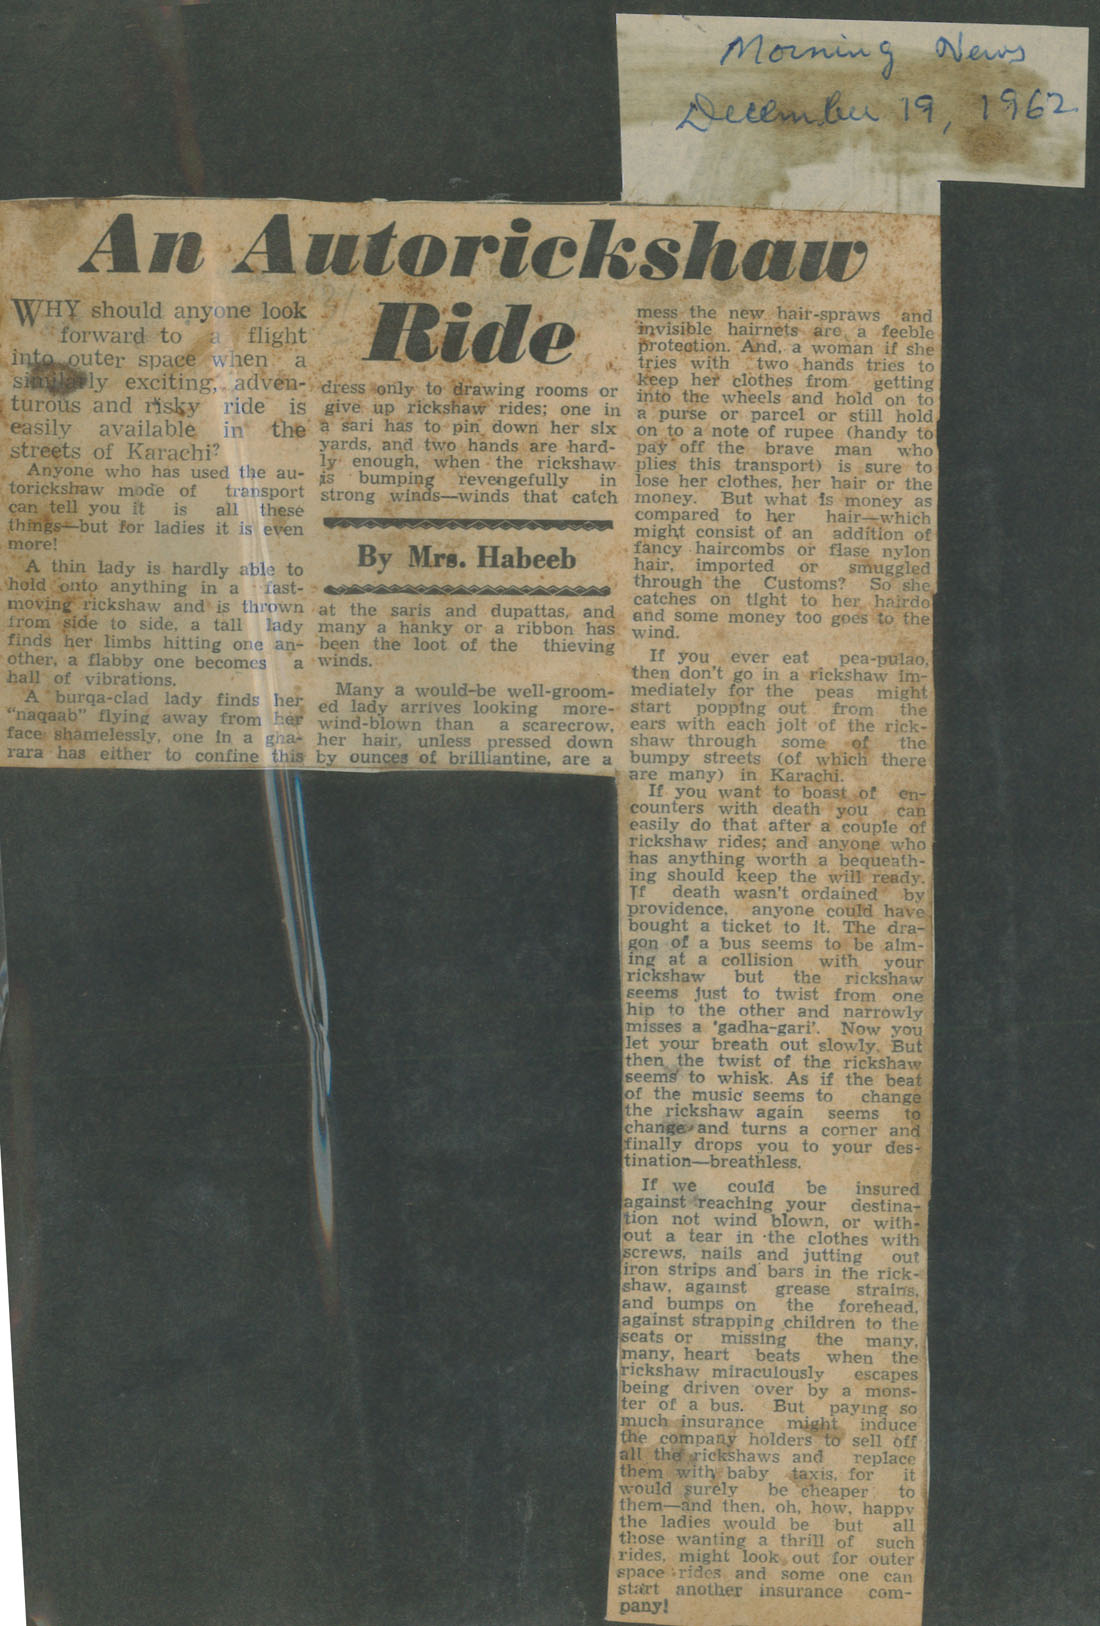 Morning News
December 19, 1962
An Autorickshaw
Ride
WHY should anyone look
forward to a flight
into outer space when a
similarly exciting, adven-
turous and risky ride is
easily available in the
streets of Karachi?
Anyone who has used the au-
torickshaw mode of transport
can tell you it is all these
things—but for ladies it is even
more!
A thin lady is hardly able to
hold onto anything in a fast-
moving rickshaw and is thrown
from side to side, a tall lady
finds her limbs hitting one an-
other, a flabby one becomes a
hall of vibrations.
A burqa-clad lady finds her
"naqaab" flying away from her
face shamelessly, one in a gha-
rara has either to confine this
dress only to drawing rooms or
give up rickshaw rides; one in
a sari has to pin down her six
yards, and two hands are hard-
ly enough, when the rickshaw
is bumping revengefully in
strong winds—winds that catch
By Mrs. Habeeb
at the saris and dupattas, and
many a hanky or a ribbon has
been the loot of the thieving
winds.
Many a would-be well-groom-
ed lady arrives looking more-
wind-blown than a scarecrow,
her hair, unless pressed down
by ounces of brilliantine, are a
mess the new hair-spraws and
invisible hairnets are a feeble
protection. And, a woman if she
tries with two hands tries to
keep her clothes from getting
into the wheels and hold on to
a purse or parcel or still hold
on to a note of rupee (handy to
pay off the brave man who
plies this transport) is sure to
lose her clothes, her hair or the
money. But what is money as
compared to her hair—which
might consist of an addition of
fancy haircombs or flase nylon
hair, imported or smuggled
through the Customs? So she
catches on tight to her hairdo
and some money too goes to the
wind.
If you ever eat pea-pulao,
then don't go in a rickshaw im-
mediately for the peas might
start popping out from the
ears with each jolt of the rick-
shaw through some of the
bumpy streets (of which there
are many) in Karachi.
If you want to boast of en-
counters with death you can
easily do that after a couple of
rickshaw rides; and anyone who
has anything worth a bequeath-
ing should keep the will ready.
If death wasn't ordained by
providence, anyone could have
bought a ticket to it. The dra-
gon of a bus seems to be aim-
ing at a collision with your
rickshaw but the rickshaw
seems just to twist from one
hip to the other and narrowly
misses a 'gadha-gari'. Now you
let your breath out slowly. But
then the twist of the rickshaw
seems to whisk. As if the beat
of the music seems to change
the rickshaw again seems to
change and turns a corner and
finally drops you to your des-
tination—breathless.
If we could be insured
against reaching your destina-
tion not wind blown, or with-
out a tear in the clothes with
screws, nails and jutting out
iron strips and bars in the rick-
shaw, against grease strains,
and bumps on the forehead,
against strapping children to the
seats or missing the many,
many, heart beats when the
rickshaw miraculously escapes
being driven over by a mons-
ter of a bus. But paying so
much insurance might induce
the company holders to sell off
all the rickshaws and replace
them with baby taxis, for it
would surely be cheaper to
them—and then, oh, how, happy
the ladies would be but all
those wanting a thrill of such
rides, might look out for outer
space rides and some one can
start another insurance com-
pany!